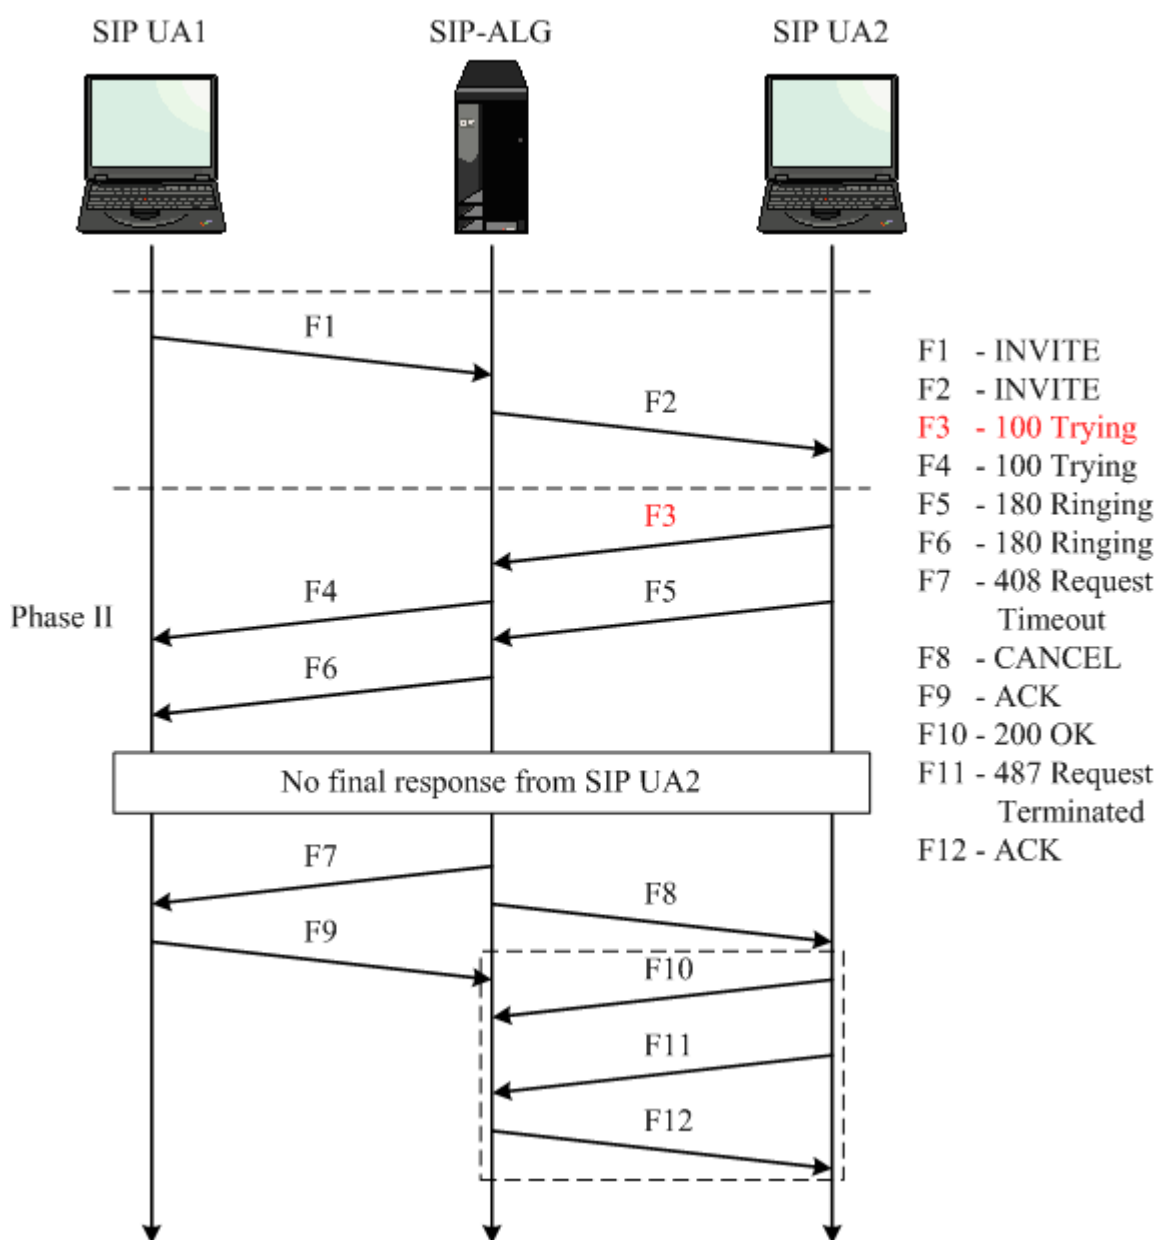 SIP UA1 SIP-ALG SIP UA2
F1
F2
F3
F4
F5
Phase II
F6
No final response from SIP UA2
F7
F8
F9
F10
F11
F12
F1 - INVITE
F2 - INVITE
F3 - 100 Trying
F4 - 100 Trying
F5 - 180 Ringing
F6 - 180 Ringing
F7 - 408 Request
Timeout
F8 - CANCEL
F9 - ACK
F10 - 200 OK
F11 - 487 Request
Terminated
F12 - ACK